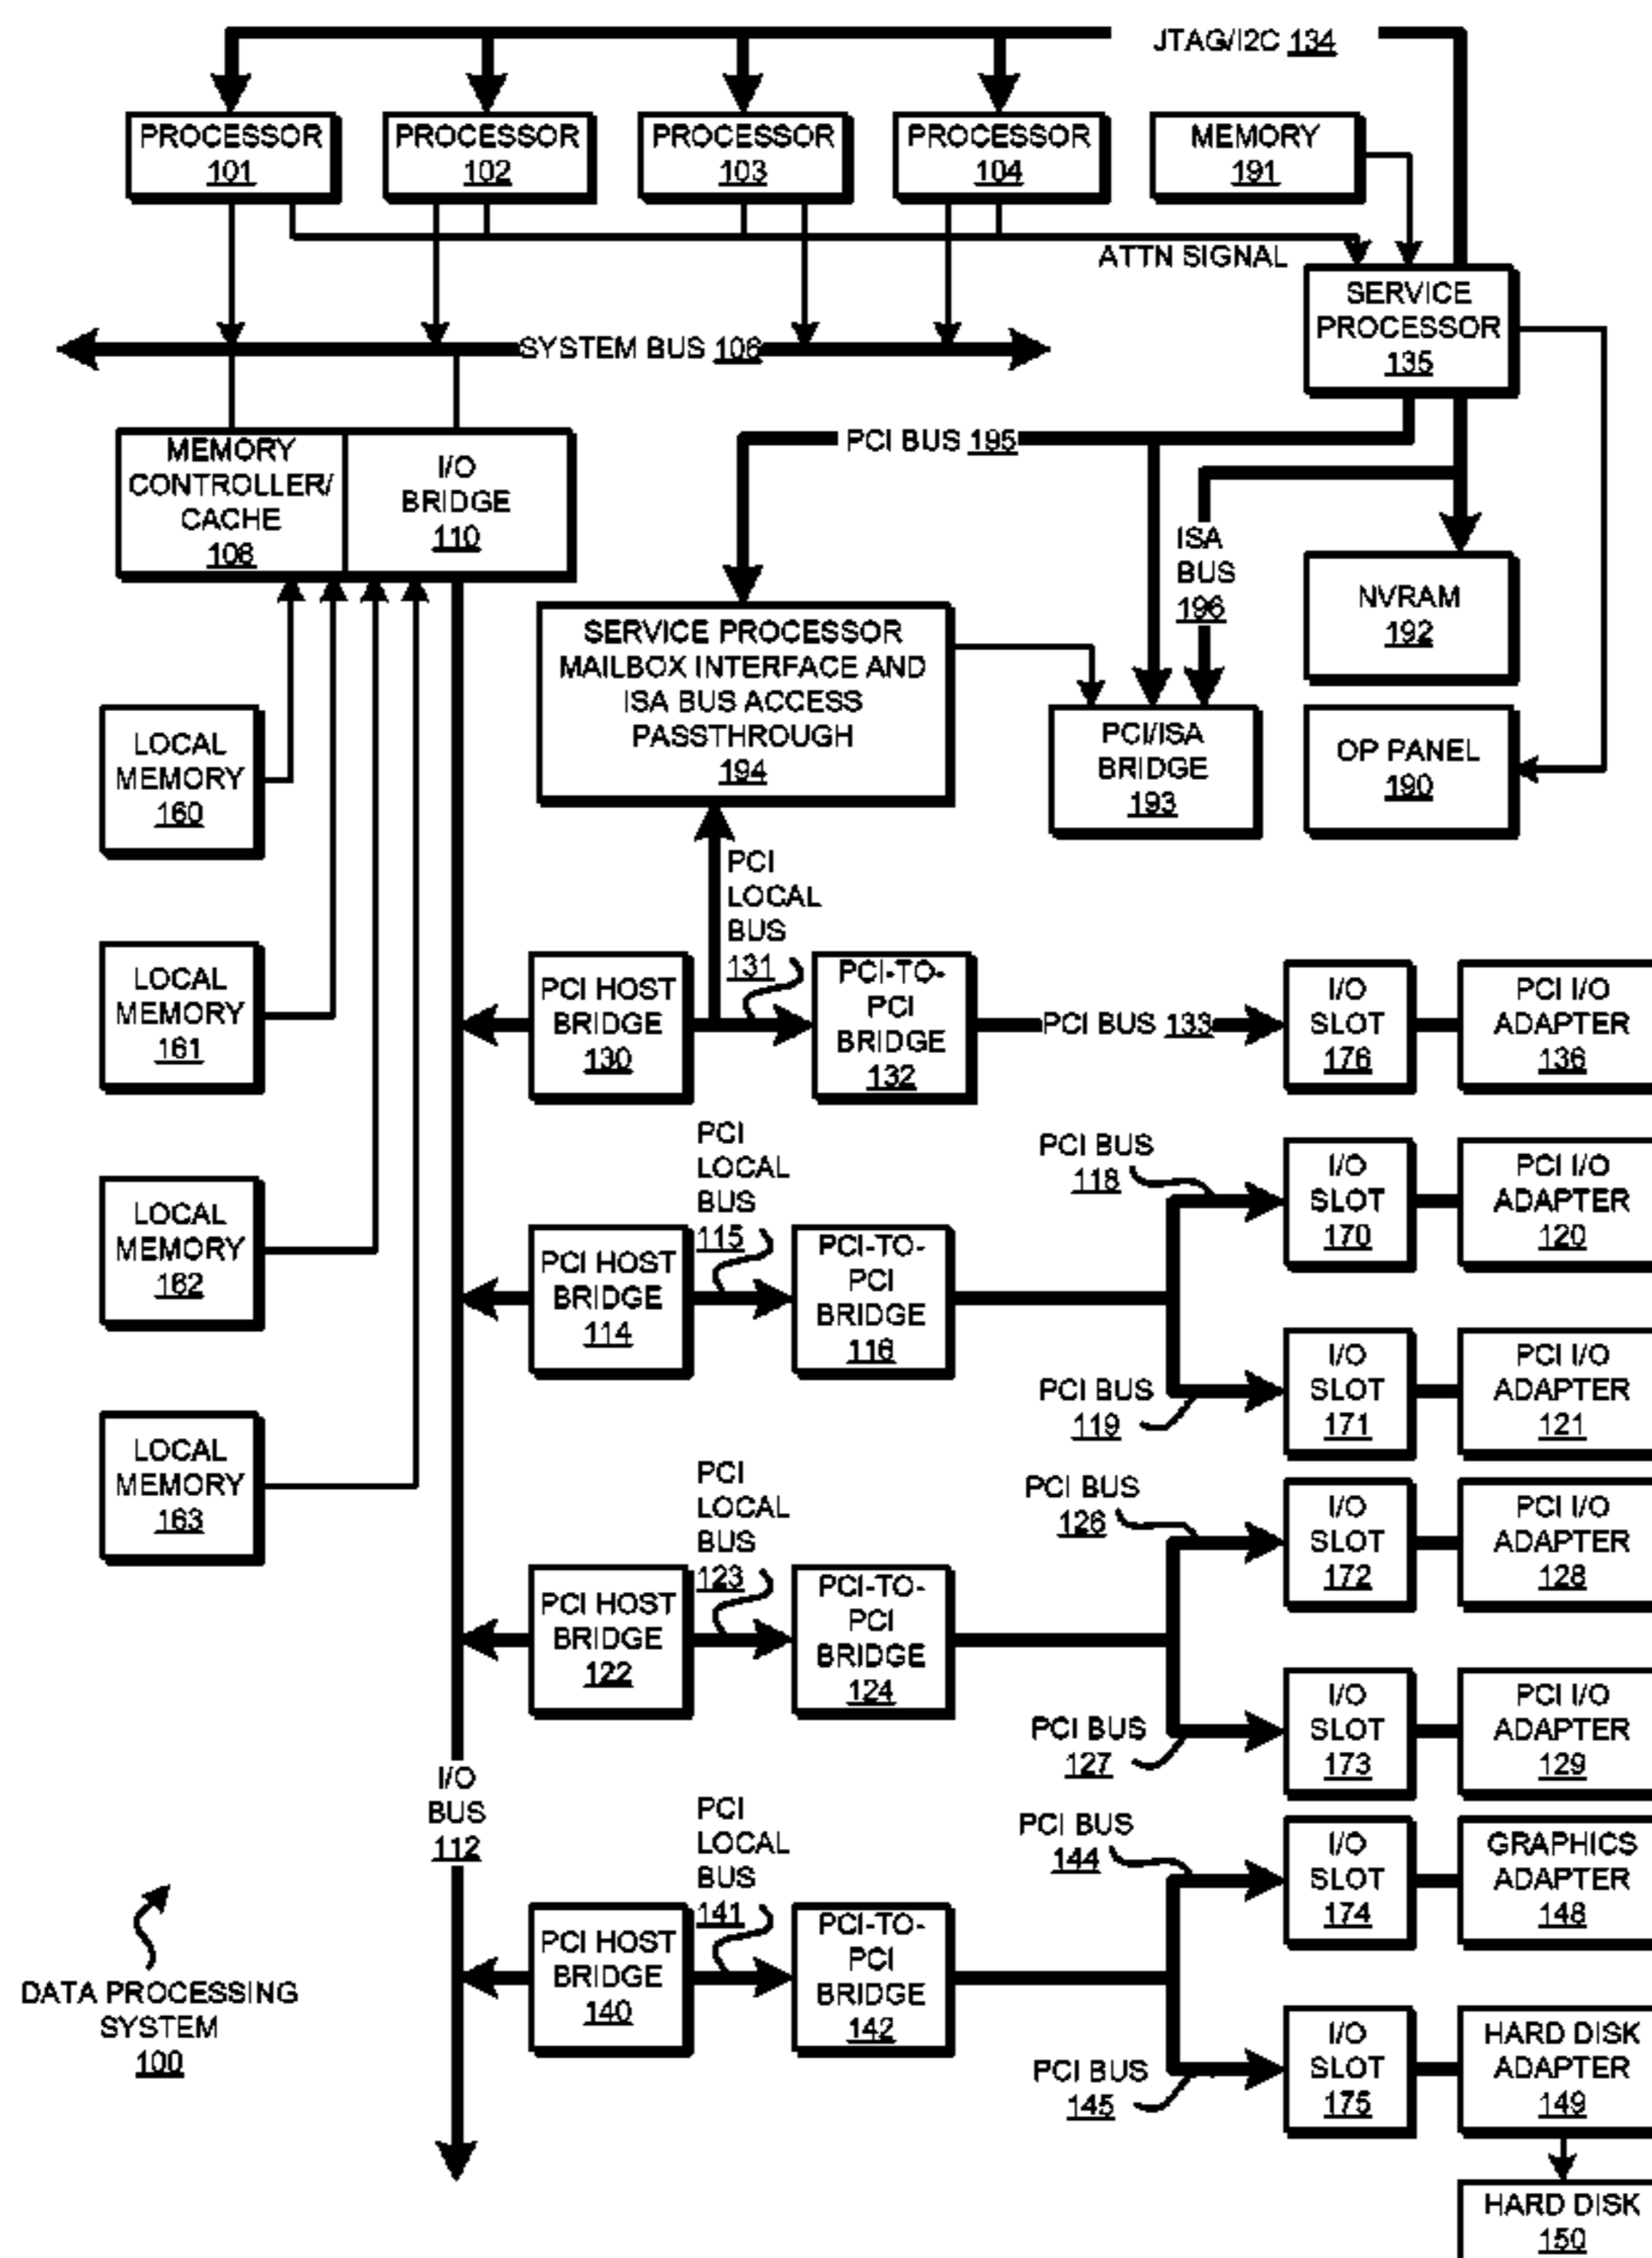 JTAG/I2C 134
PROCESSOR
101
PROCESSOR
102
PROCESSOR
103
PROCESSOR
104
MEMORY
191
ATTN SIGNAL
SERVICE
PROCESSOR
135
SYSTEM BUS 106
MEMORY
CONTROLLER/
CACHE
108
I/O
BRIDGE
110
PCI BUS 195
ISA
BUS
196
NVRAM
192
SERVICE PROCESSOR
MAILBOX INTERFACE AND
ISA BUS ACCESS
PASSTHROUGH
194
PCI/ISA
BRIDGE
193
OP PANEL
190
LOCAL
MEMORY
160
LOCAL
MEMORY
161
LOCAL
MEMORY
162
LOCAL
MEMORY
163
PCI
LOCAL
BUS
131
PCI HOST
BRIDGE
130
PCI-TO-
PCI
BRIDGE
132
PCI BUS 133
I/O
SLOT
176
PCI I/O
ADAPTER
136
PCI
LOCAL
BUS
115
PCI HOST
BRIDGE
114
PCI-TO-
PCI
BRIDGE
116
PCI BUS
118
I/O
SLOT
170
PCI I/O
ADAPTER
120
PCI BUS
119
I/O
SLOT
171
PCI I/O
ADAPTER
121
PCI
LOCAL
BUS
123
PCI HOST
BRIDGE
122
PCI-TO-
PCI
BRIDGE
124
PCI BUS
126
I/O
SLOT
172
PCI I/O
ADAPTER
128
PCI BUS
127
I/O
SLOT
173
PCI I/O
ADAPTER
129
I/O
BUS
112
PCI
LOCAL
BUS
141
PCI HOST
BRIDGE
140
PCI-TO-
PCI
BRIDGE
142
PCI BUS
144
I/O
SLOT
174
GRAPHICS
ADAPTER
148
PCI BUS
145
I/O
SLOT
175
HARD DISK
ADAPTER
149
HARD DISK
150
DATA PROCESSING
SYSTEM
100